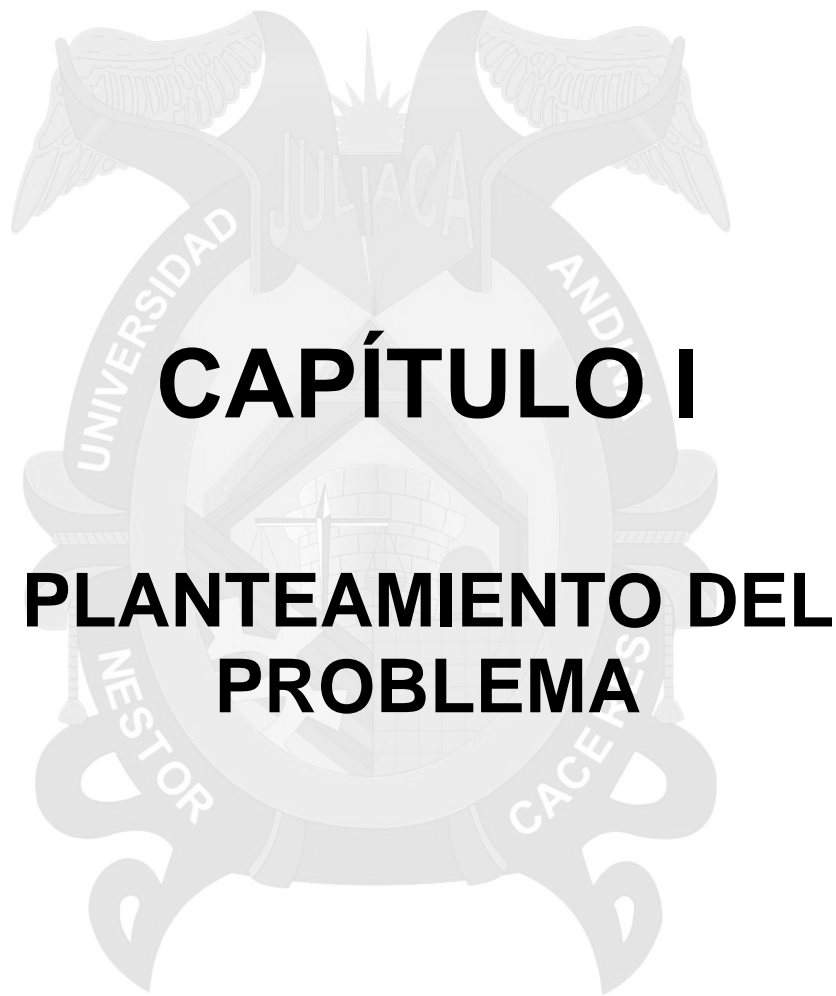 JULIACA
UNIVERSIDAD
ANDINA
CAPÍTULO I
PLANTEAMIENTO DEL
PROBLEMA
NESTOR
CACERES